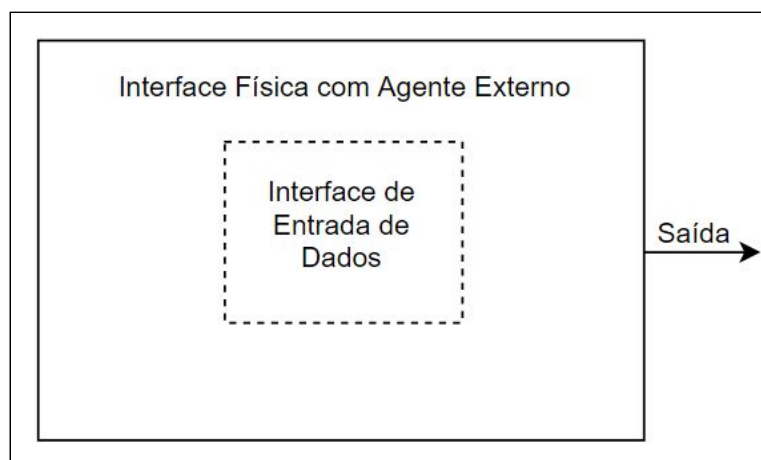 Interface Física com Agente Externo
Interface de
Entrada de
Dados
Saída